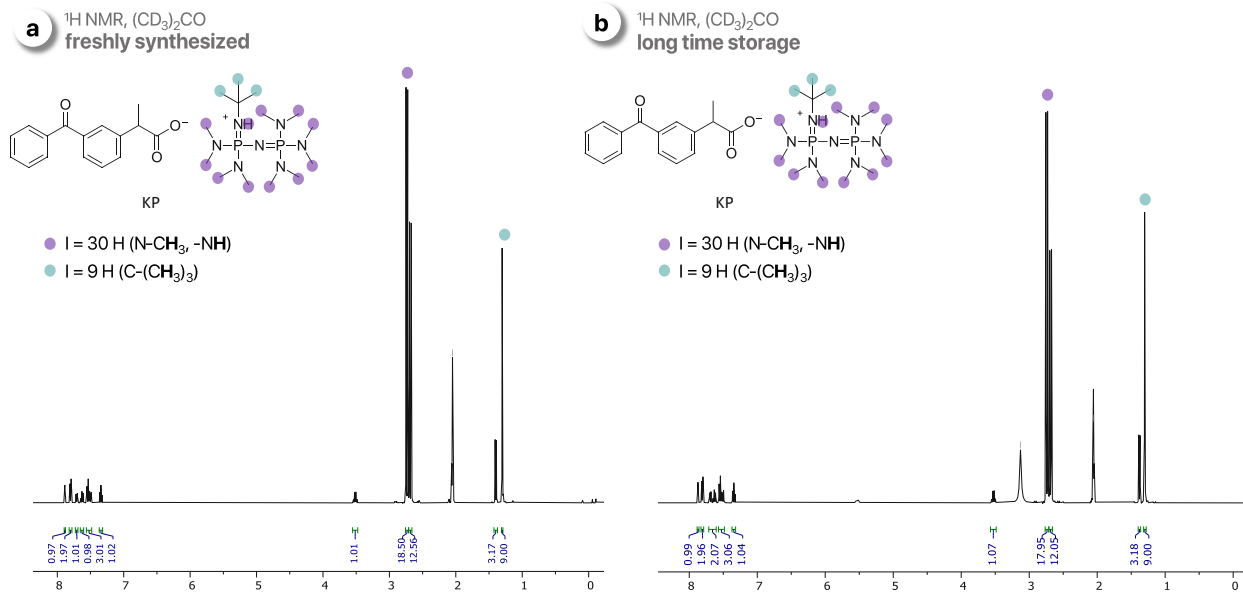 a
¹H NMR, (CD₃)₂CO
freshly synthesized
O
O⁻
O
+
NH
N
N
N
P
N
P
N
N
N
KP
I = 30 H (N-CH₃, -NH)
I = 9 H (C-(CH₃)₃)
0.97
1.97
1.01
0.98
3.01
1.02
1.01
18.50
12.56
3.17
9.00
8
7
6
5
4
3
2
1
0
b
¹H NMR, (CD₃)₂CO
long time storage
O
O⁻
O
+
NH
N
N
N
P
N
P
N
N
N
KP
I = 30 H (N-CH₃, -NH)
I = 9 H (C-(CH₃)₃)
0.99
1.96
2.07
3.06
1.04
1.07
17.95
12.05
3.18
9.00
8
7
6
5
4
3
2
1
0